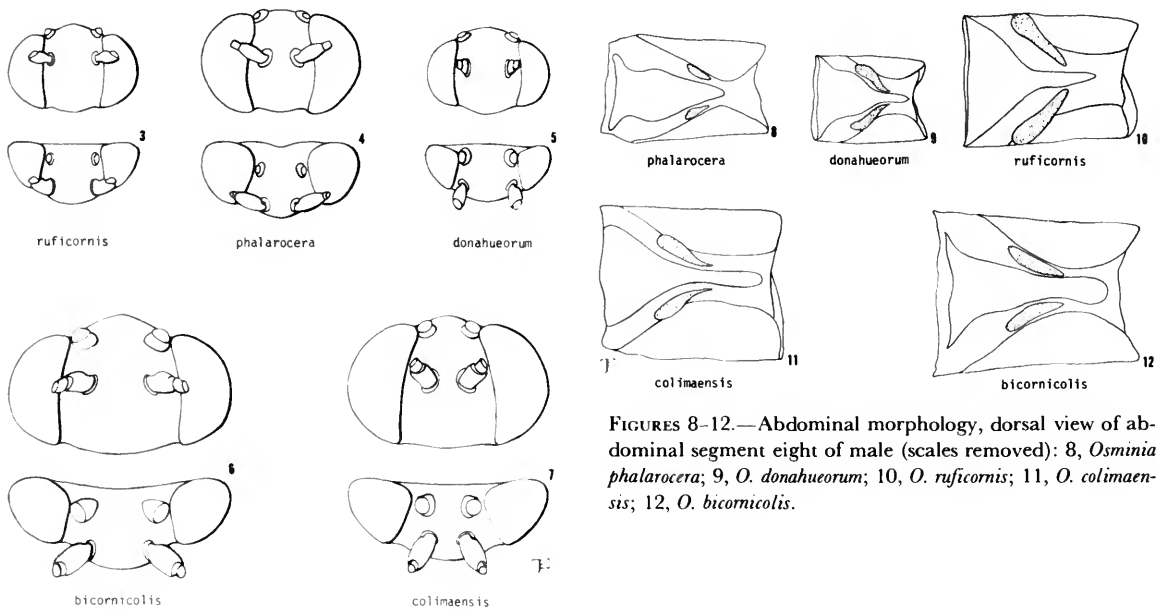 3
4
5
ruficornis
phalarocera
donahueorum
6
7
bicornicolis
colimaensis
8
9
10
phalarocera
donahueorum
ruficornis
11
12
colimaensis
bicornicolis
FIGURES 8–12.—Abdominal morphology, dorsal view of ab-
dominal segment eight of male (scales removed): 8, Osminia
phalarocera; 9, O. donahueorum; 10, O. ruficornis; 11, O. colimaen-
sis; 12, O. bicornicolis.